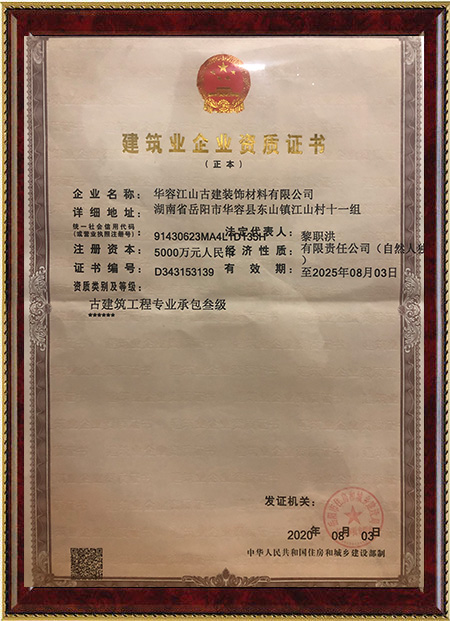 建筑业企业资质证书
（正本）
企业名称：华容江山古建装饰材料有限公司
详细地址：湖南省岳阳市华容县东山镇江山村十一组
统一社会信用代码
（或营业执照注册号）： 法定代表人：黎职洪
注册资本：5000万元人民币 经济性质：有限责任公司（自然人独
）
证书编号：D343153139 有效期：至2025年08月03日
资质类别及等级：
古建筑工程专业承包叁级
******
发证机关：
2020年 08月 03日
中华人民共和国住房和城乡建设部制